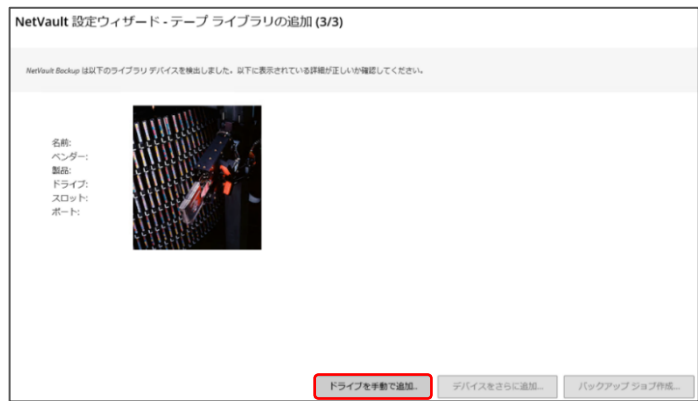 NetVault 設定ウィザード - テープ ライブラリの追加 (3/3)
NetVault Backup は以下のライブラリ デバイスを検出しました。以下に表示されている詳細が正しいか確認してください。
名前:
ベンダー:
製品:
ドライブ:
スロット:
ポート:
ドライブを手動で追加..
デバイスをさらに追加...
バックアップ ジョブ作成...